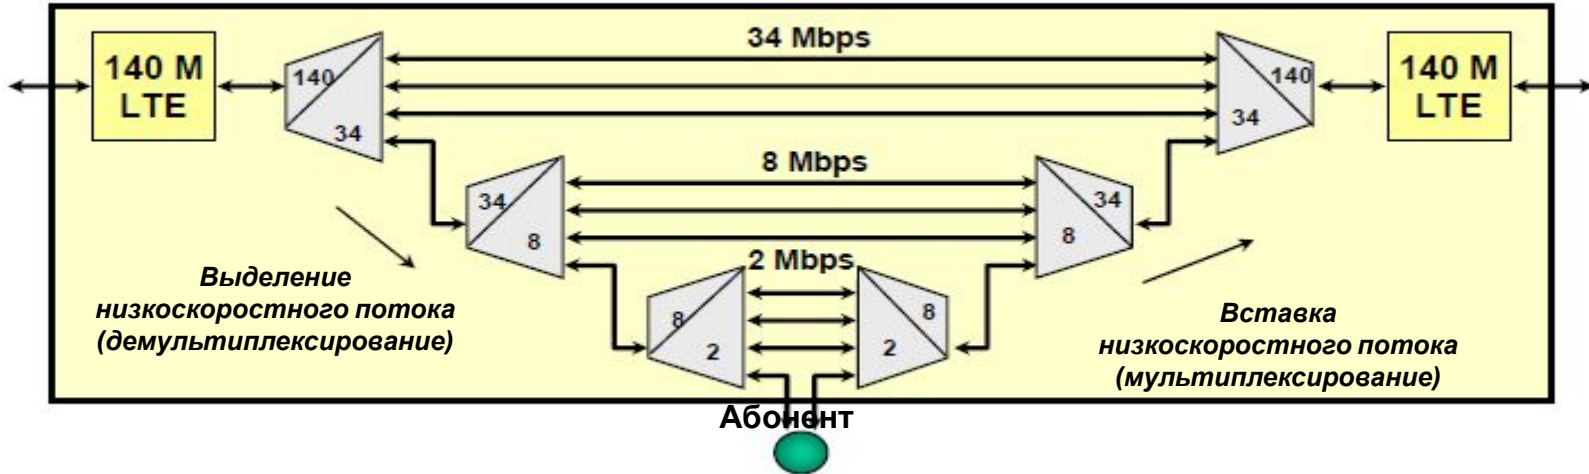 34 Mbps
140 M
LTE
140
34
140
34
140 M
LTE
8 Mbps
34
8
34
8
2 Mbps
8
2
8
2
Выделение
низкоскоростного потока
(демультиплексирование)
Вставка
низкоскоростного потока
(мультиплексирование)
Абонент